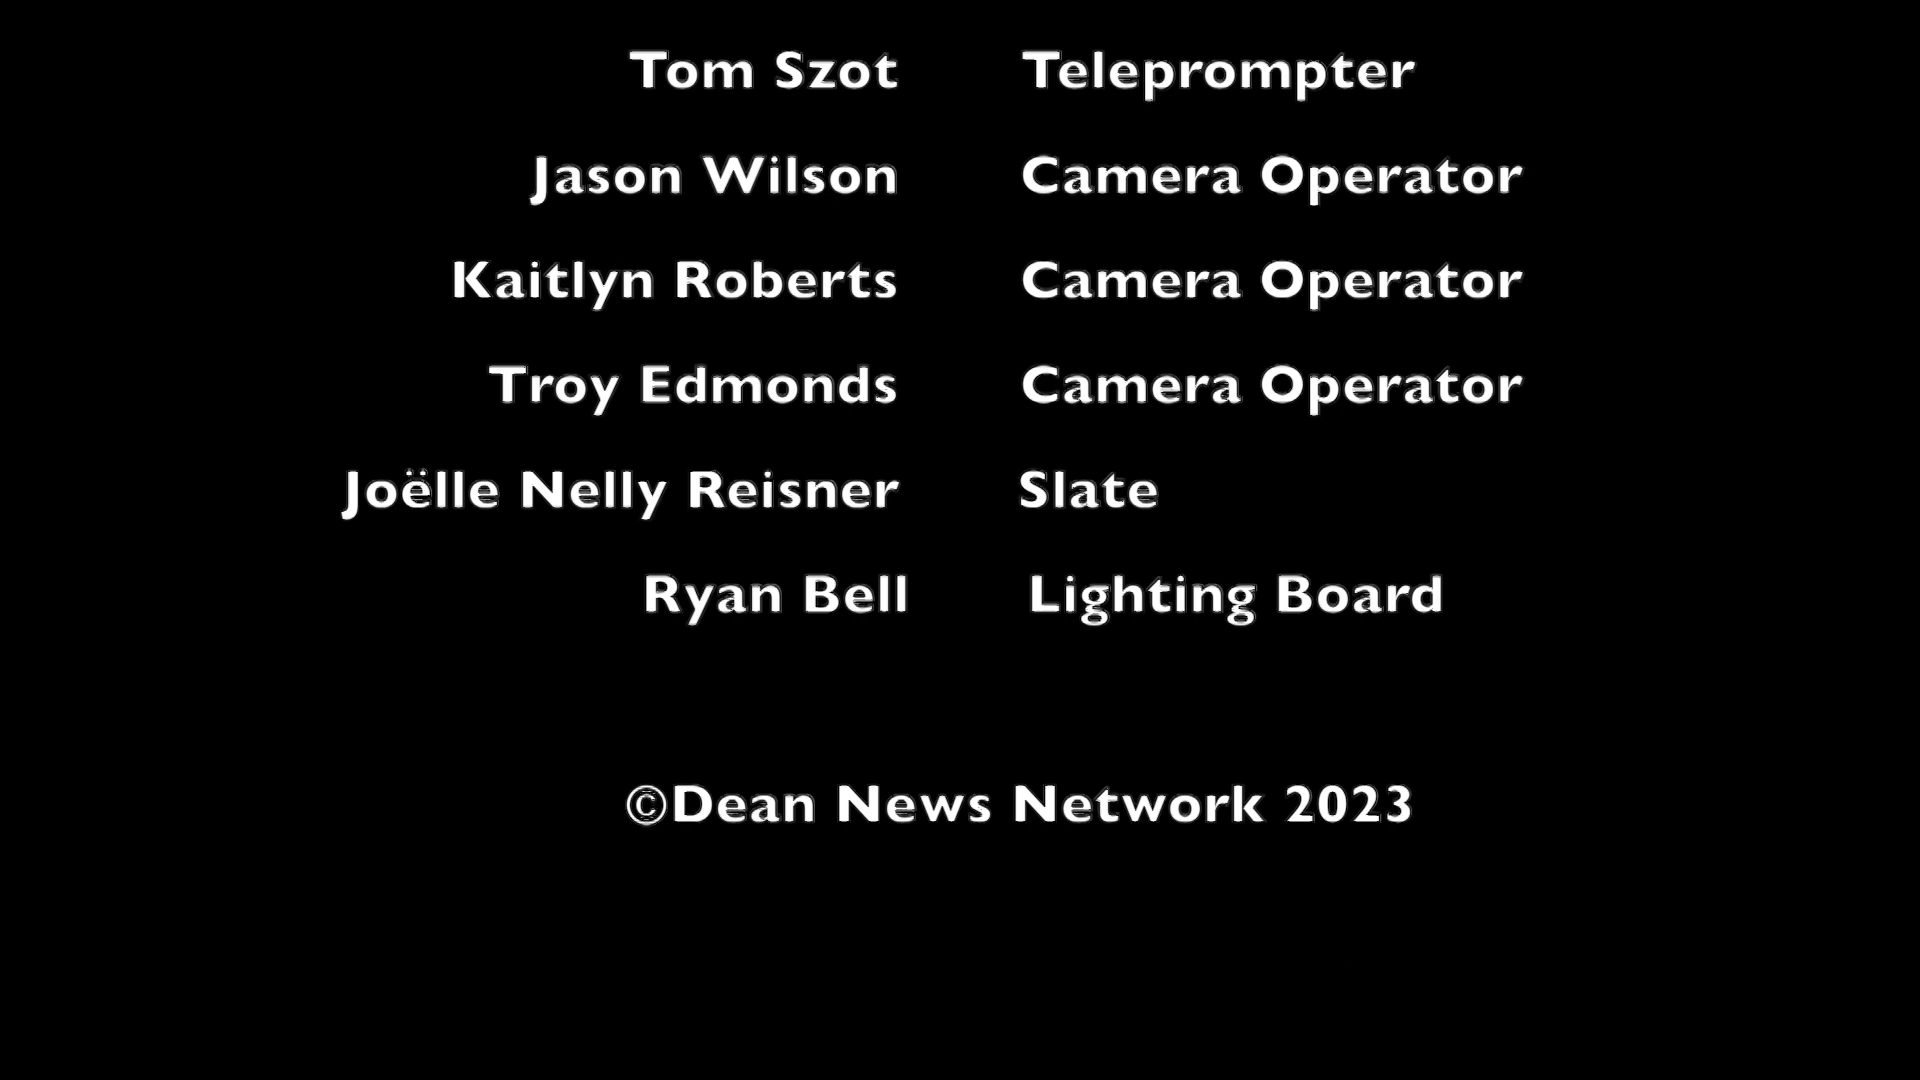 Tom Szot Teleprompter
Jason Wilson Camera Operator
Kaitlyn Roberts Camera Operator
Troy Edmonds Camera Operator
Joëlle Nelly Reisner Slate
Ryan Bell Lighting Board
©Dean News Network 2023